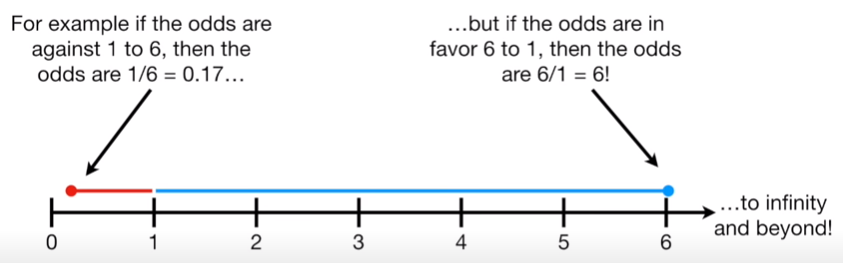 For example if the odds are
against 1 to 6, then the
odds are 1/6 = 0.17…
…but if the odds are in
favor 6 to 1, then the odds
are 6/1 = 6!
…to infinity
and beyond!
0 1 2 3 4 5 6